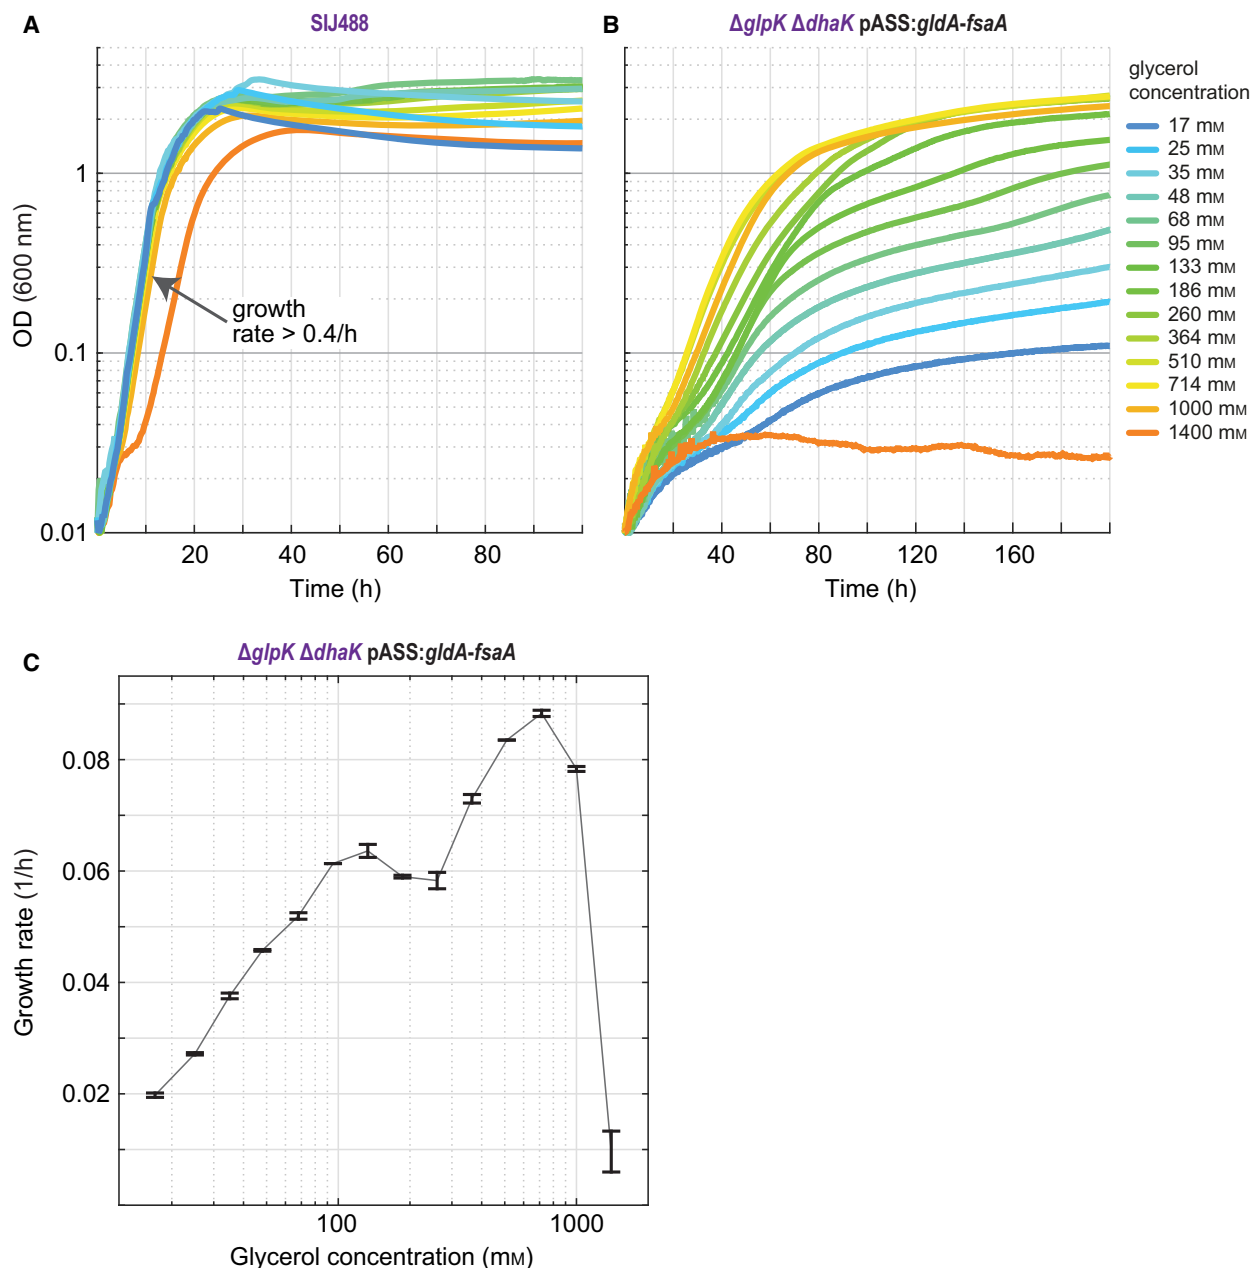 A
SIJ488
OD (600 nm)
1
0.1
0.01
growth
rate > 0.4/h
20
40
60
80
Time (h)
B
ΔglpK ΔdhaK pASS:gldA-fsaA
40
80
120
160
Time (h)
glycerol
concentration
17 mM
25 mM
35 mM
48 mM
68 mM
95 mM
133 mM
186 mM
260 mM
364 mM
510 mM
714 mM
1000 mM
1400 mM
C
ΔglpK ΔdhaK pASS:gldA-fsaA
Growth rate (1/h)
0.08
0.06
0.04
0.02
100
1000
Glycerol concentration (mM)